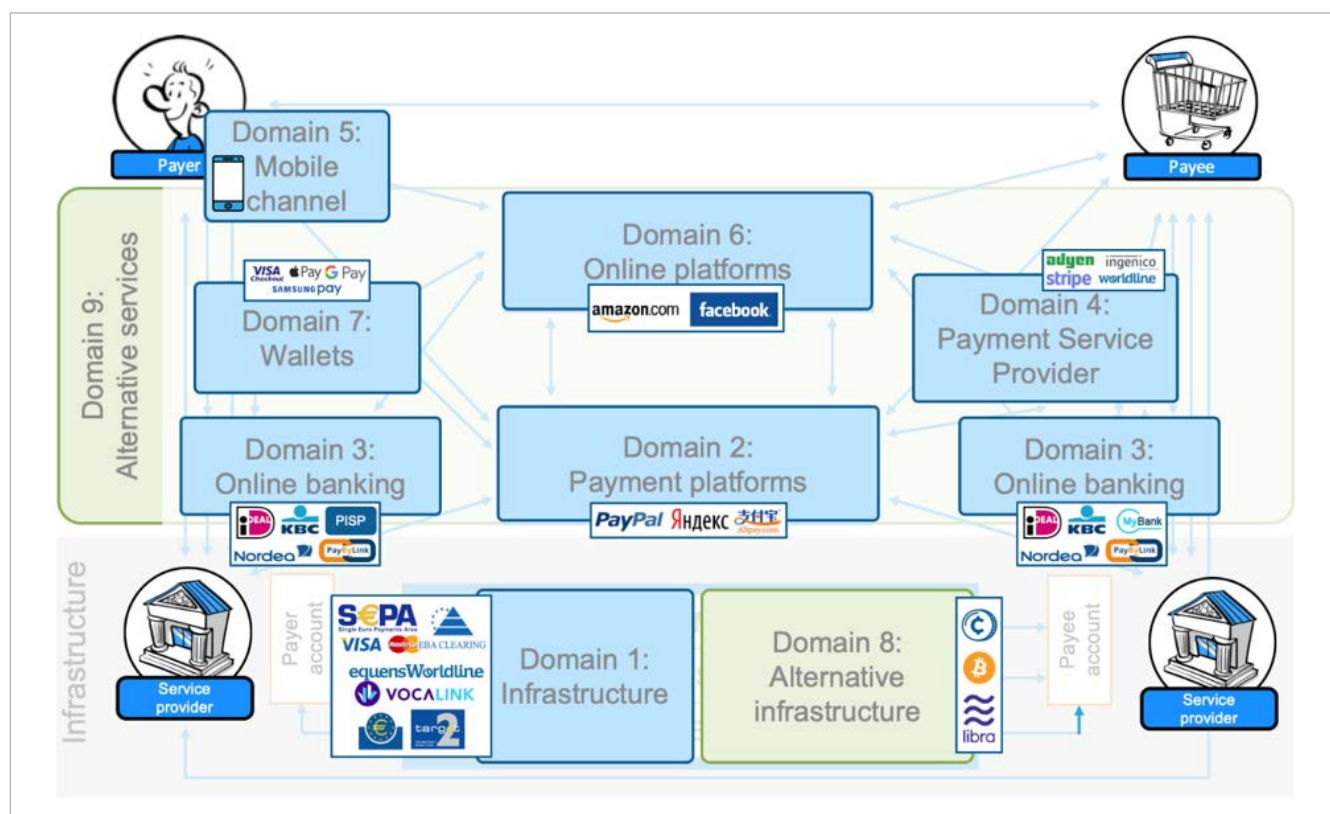 Payer
Domain 5:
Mobile
channel
Payee
Domain 9:
Alternative services
Domain 6:
Online platforms
amazon.com
facebook
VISA
Checkout
Pay
G Pay
SAMSUNG pay
Domain 7:
Wallets
adyen
ingenico
stripe
worldline
Domain 4:
Payment Service
Provider
Domain 3:
Online banking
iDEAL
KBC
PISP
Nordea
PayByLink
Domain 2:
Payment platforms
PayPal
Яндекс
支付宝
Alipay.com
Domain 3:
Online banking
iDEAL
KBC
MyBank
Nordea
PayByLink
Infrastructure
Service
provider
Payer
account
S€PA
Single Euro Payments Area
VISA
MasterCard
EBA CLEARING
equensWorldline
VOCALINK
€
target
2
Domain 1:
Infrastructure
Domain 8:
Alternative
infrastructure
libra
Payee
account
Service
provider